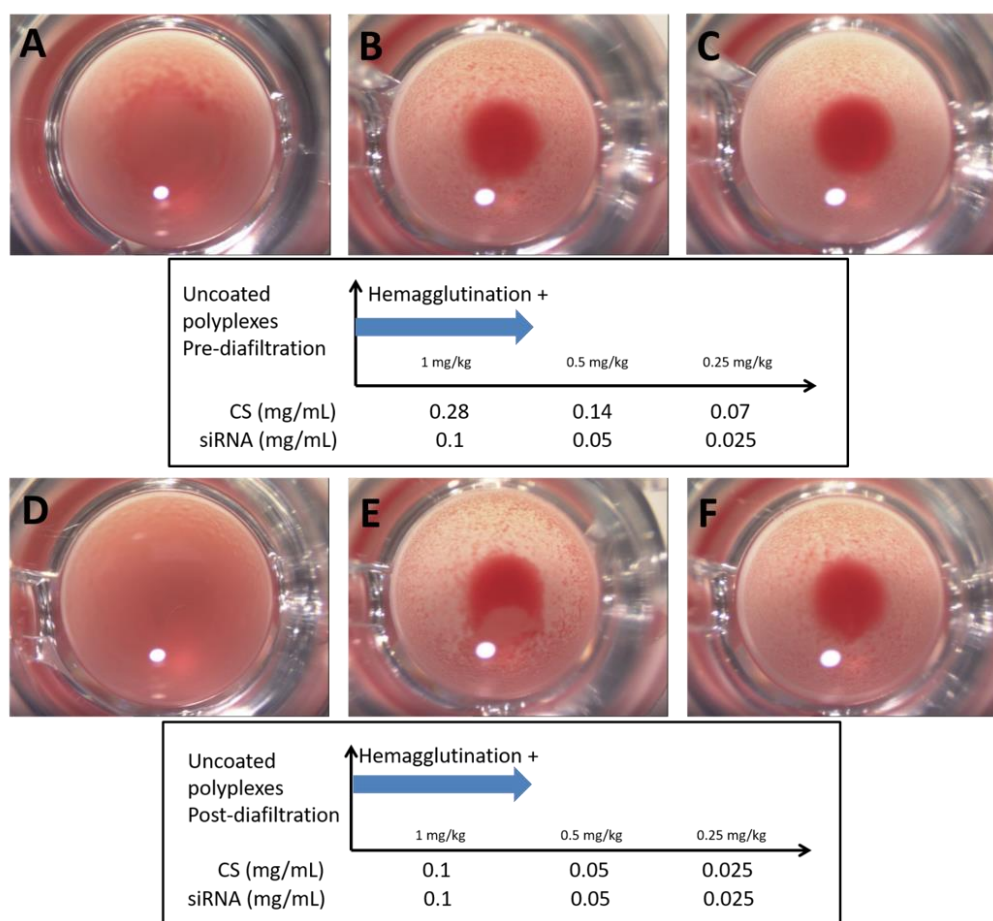 A B C
Uncoated polyplexes Pre-diafiltration
Hemagglutination +
1 mg/kg 0.5 mg/kg 0.25 mg/kg
CS (mg/mL) 0.28 0.14 0.07
siRNA (mg/mL) 0.1 0.05 0.025
D E F
Uncoated polyplexes Post-diafiltration
Hemagglutination +
1 mg/kg 0.5 mg/kg 0.25 mg/kg
CS (mg/mL) 0.1 0.05 0.025
siRNA (mg/mL) 0.1 0.05 0.025